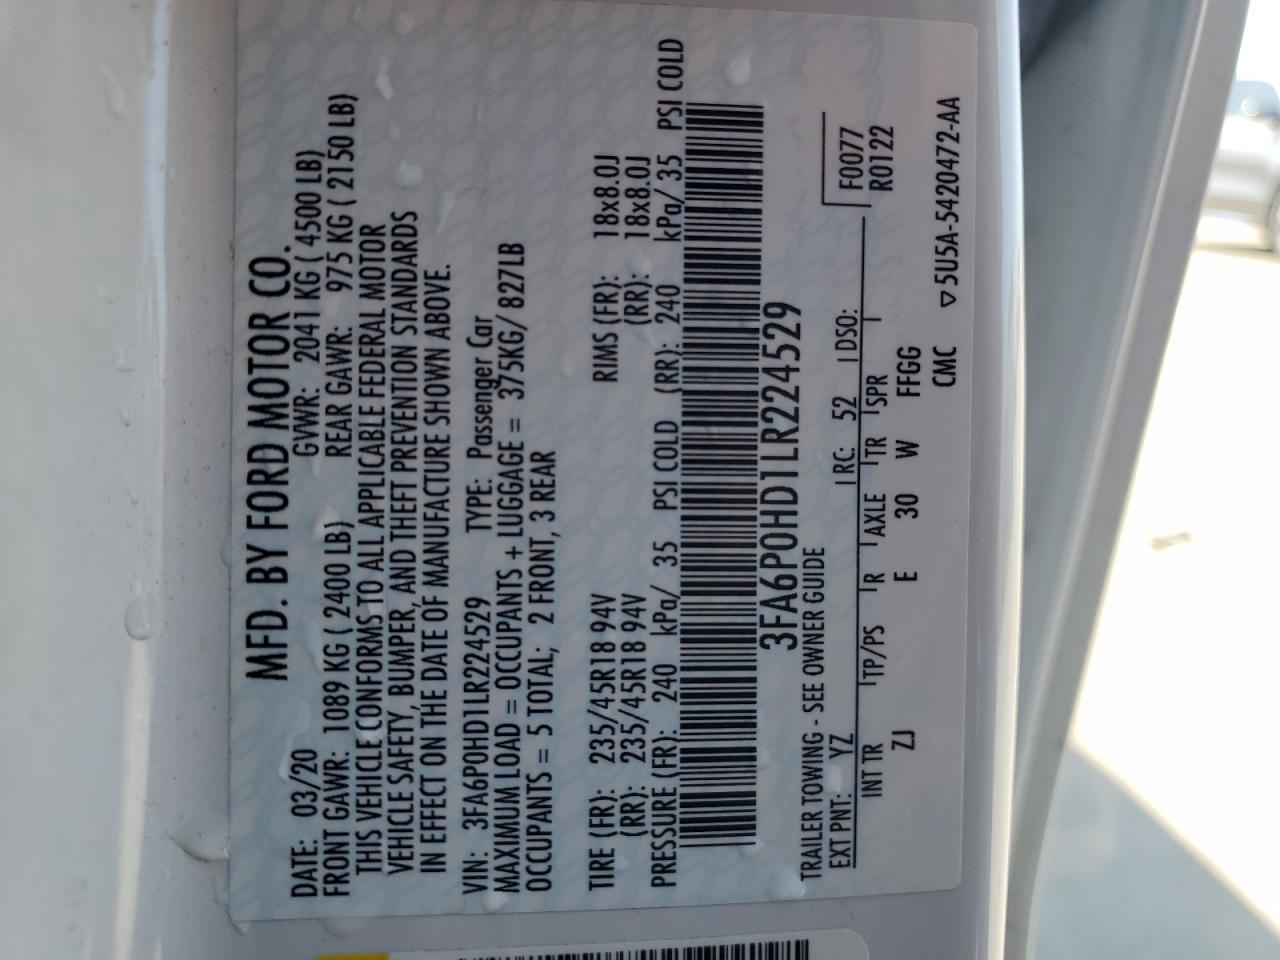 MFD. BY FORD MOTOR CO.
DATE: 03/20 GVWR: 2041 KG ( 4500 LB)
FRONT GAWR: 1089 KG ( 2400 LB) REAR GAWR: 975 KG ( 2150 LB)
THIS VEHICLE CONFORMS TO ALL APPLICABLE FEDERAL MOTOR
VEHICLE SAFETY, BUMPER, AND THEFT PREVENTION STANDARDS
IN EFFECT ON THE DATE OF MANUFACTURE SHOWN ABOVE.
VIN: 3FA6P0HD1LR224529 TYPE: Passenger Car
MAXIMUM LOAD = OCCUPANTS + LUGGAGE = 375KG/ 827LB
OCCUPANTS = 5 TOTAL; 2 FRONT, 3 REAR
TIRE (FR): 235/45R18 94V RIMS (FR): 18x8.0J
(RR): 235/45R18 94V (RR): 18x8.0J
PRESSURE (FR): 240 kPa/ 35 PSI COLD (RR): 240 kPa/ 35 PSI COLD
3FA6P0HD1LR224529
TRAILER TOWING - SEE OWNER GUIDE
EXT PNT: YZ RC: 52 DSO: F0077
INT TR TP/PS R AXLE TR SPR R0122
ZJ E 30 W FFGG
CMC ▽5U5A-5420472-AA